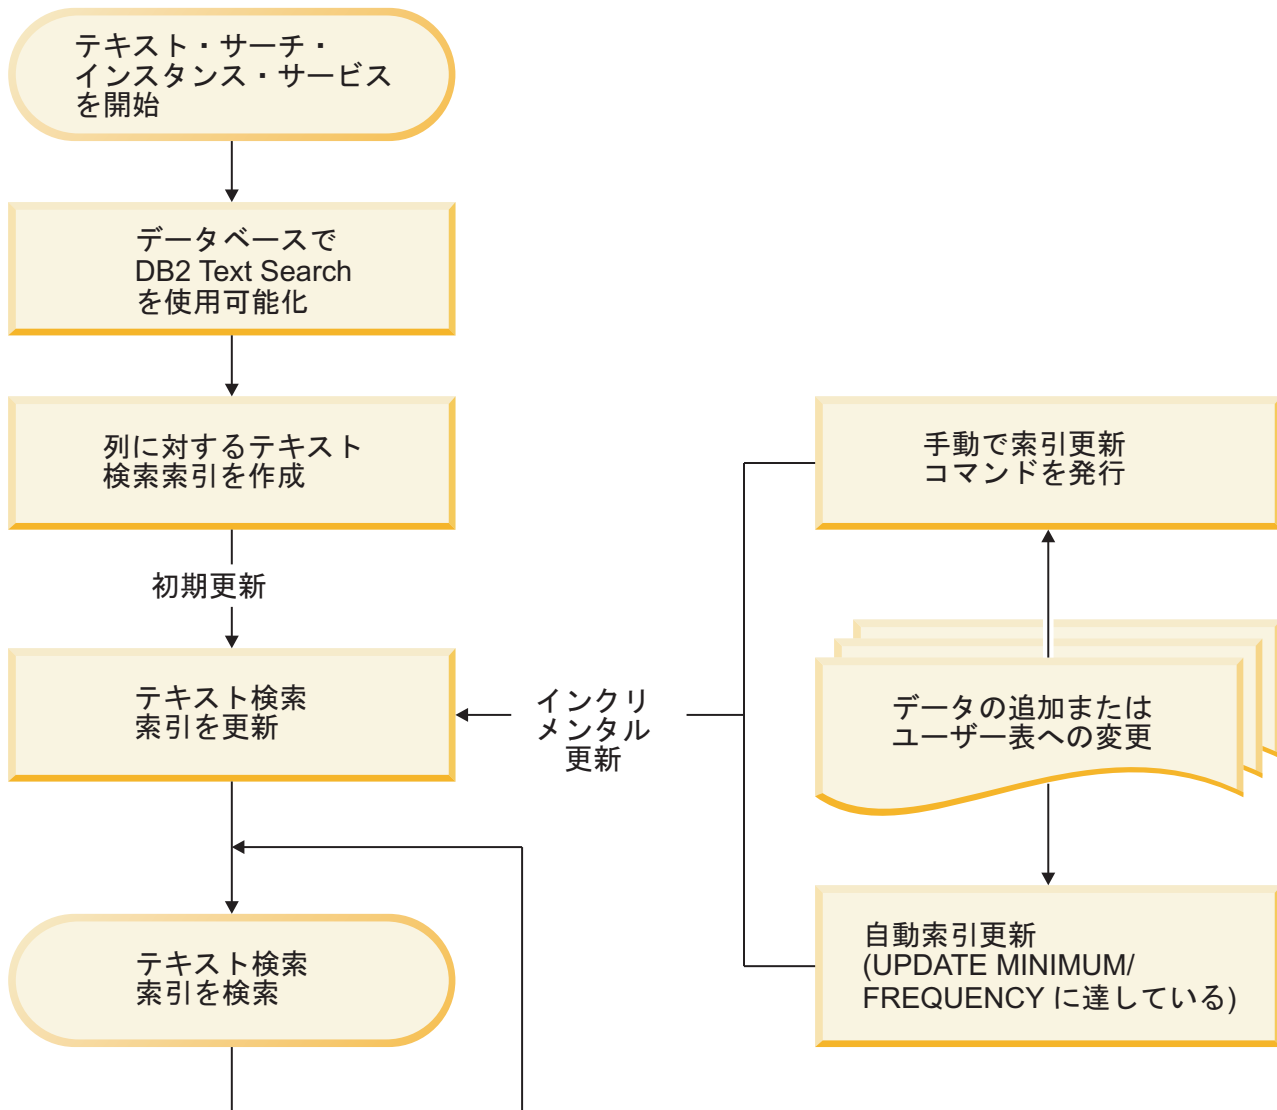 テキスト・サーチ・
インスタンス・サービス
を開始
データベースで
DB2 Text Search
を使用可能化
列に対するテキスト
検索索引を作成
初期更新
テキスト検索
索引を更新
インクリ
メンタル
更新
手動で索引更新
コマンドを発行
データの追加または
ユーザー表への変更
自動索引更新
(UPDATE MINIMUM/
FREQUENCY に達している)
テキスト検索
索引を検索